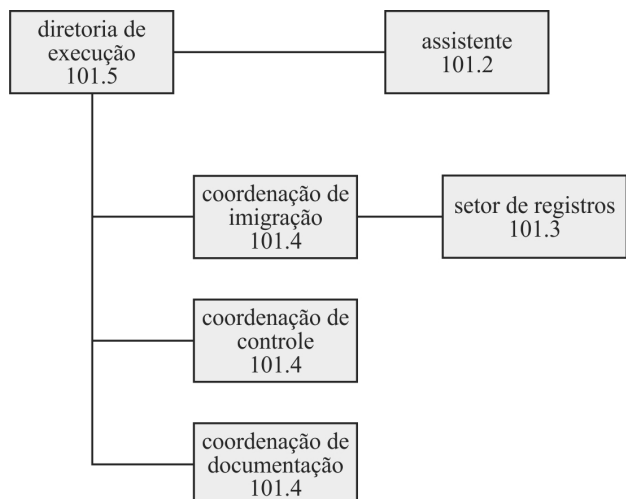 diretoria de
execução
101.5
assistente
101.2
coordenação de
imigração
101.4
setor de registros
101.3
coordenação de
controle
101.4
coordenação de
documentação
101.4